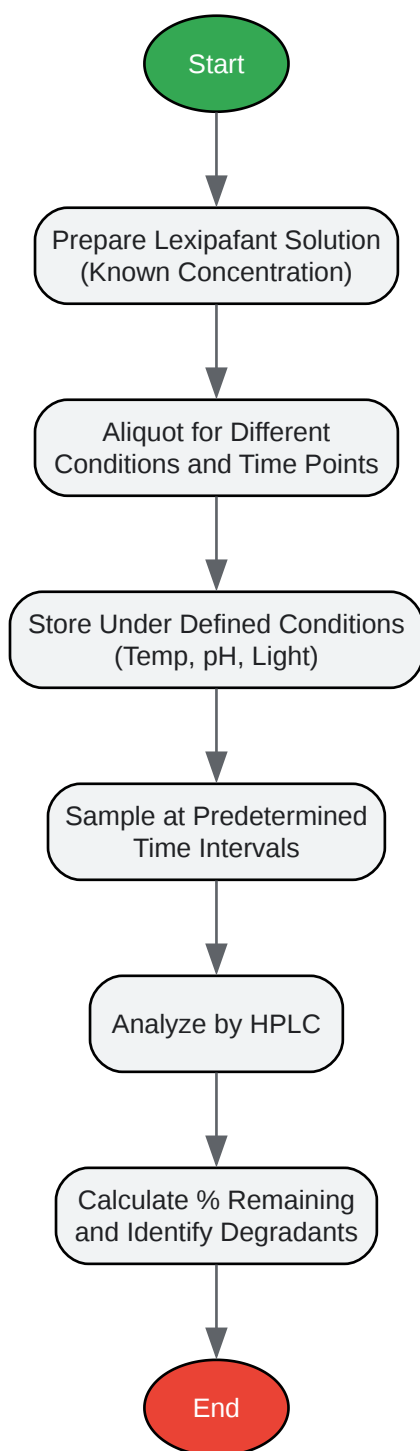 Start
Prepare Lexipafant Solution
(Known Concentration)
Aliquot for Different
Conditions and Time Points
Store Under Defined Conditions
(Temp, pH, Light)
Sample at Predetermined
Time Intervals
Analyze by HPLC
Calculate % Remaining
and Identify Degradants
End